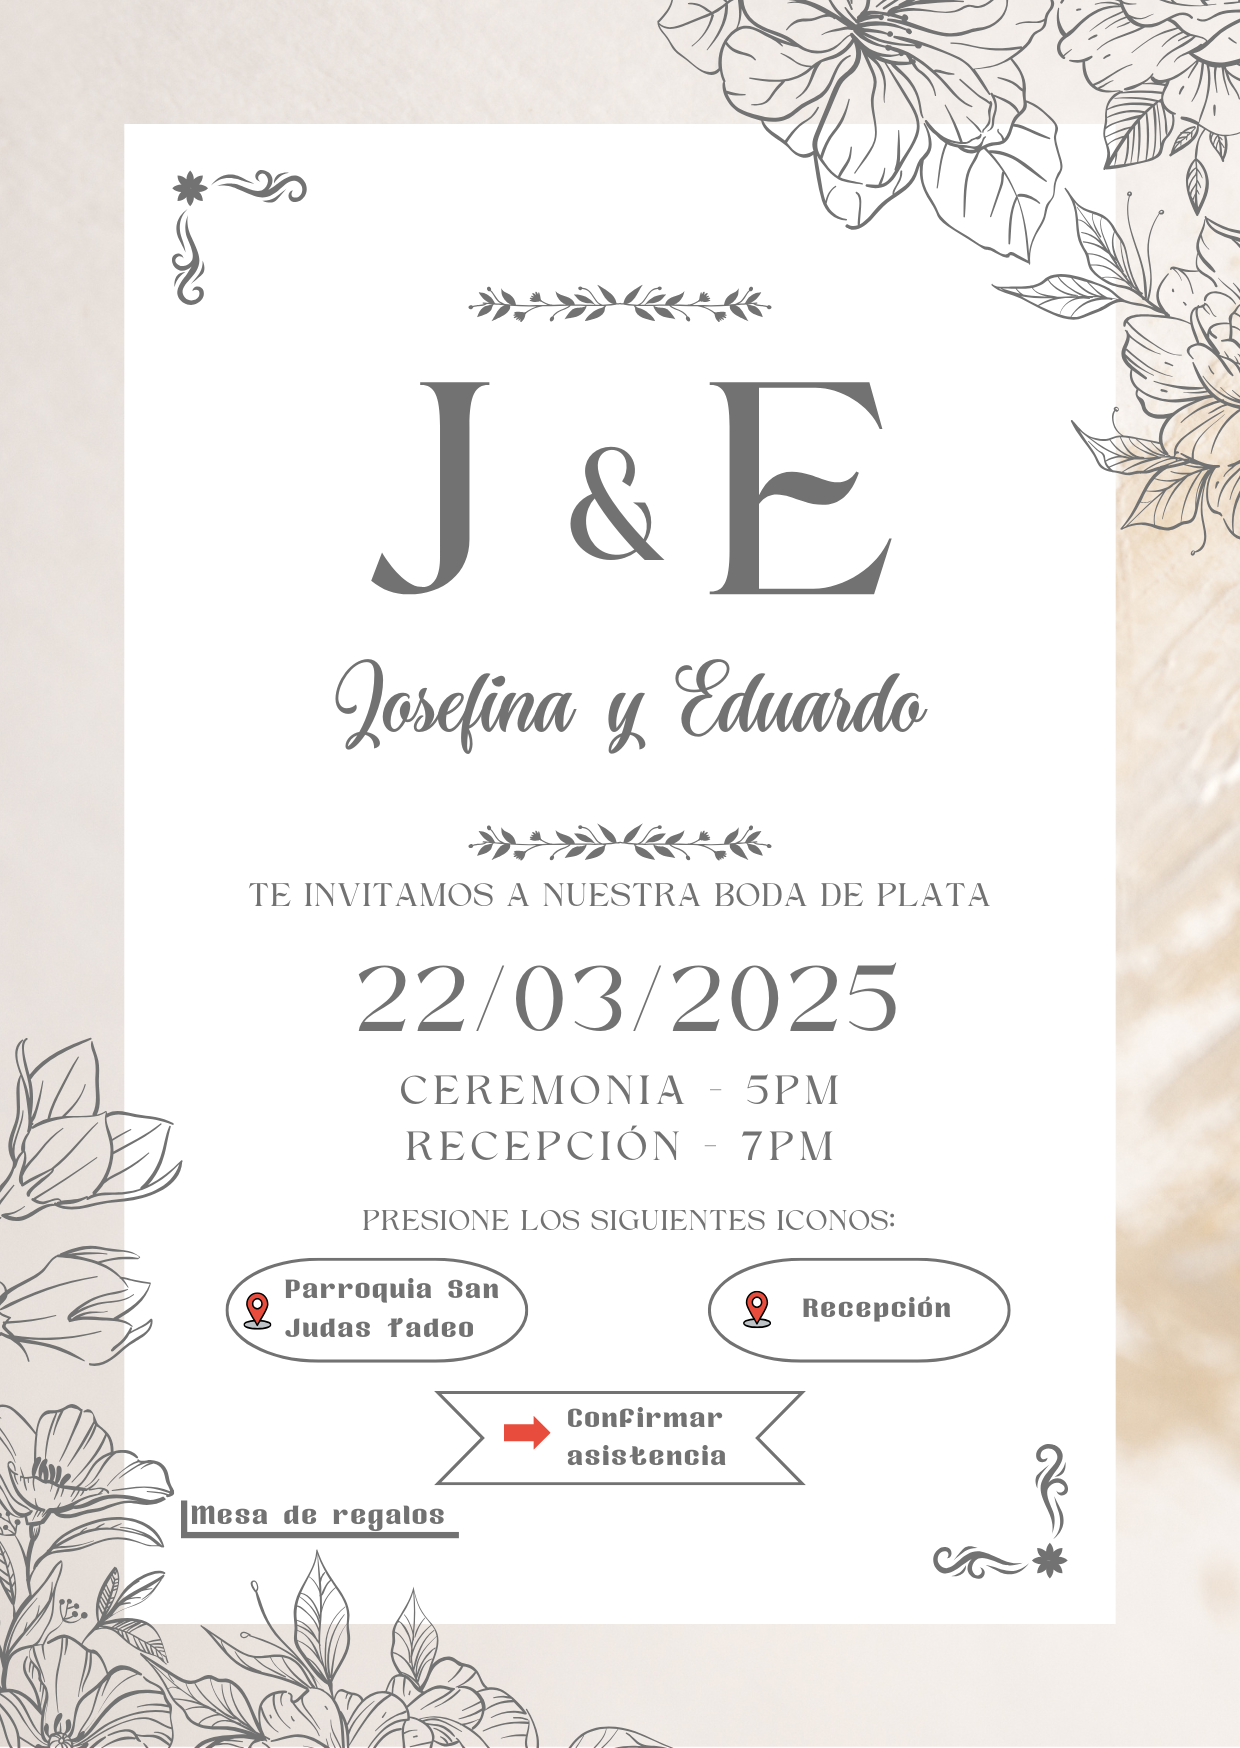 J & E
Josefina y Eduardo
TE INVITAMOS A NUESTRA BODA DE PLATA
22/03/2025
CEREMONIA - 5PM
RECEPCIÓN - 7PM
PRESIONE LOS SIGUIENTES ICONOS:
Parroquia San
Judas Tadeo
Recepción
Confirmar
asistencia
Mesa de regalos